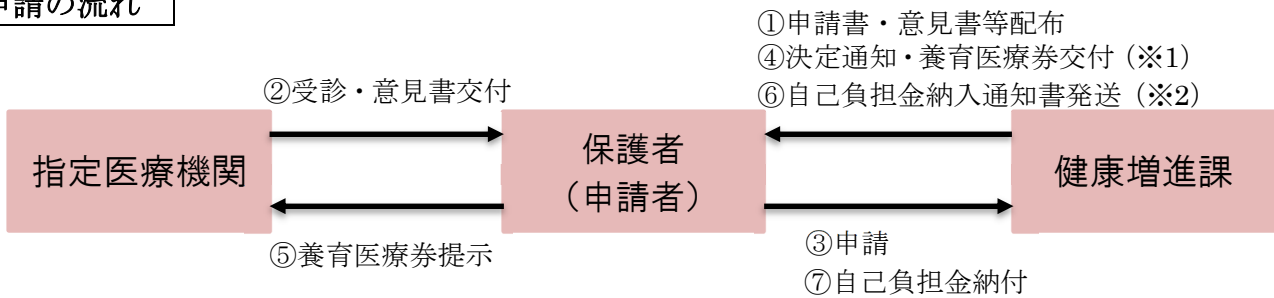 申請の流れ
①申請書・意見書等配布
④決定通知・養育医療券交付（※1）
⑥自己負担金納入通知書発送（※2）
②受診・意見書交付
指定医療機関
保護者
（申請者）
健康増進課
⑤養育医療券提示
③申請
⑦自己負担金納付